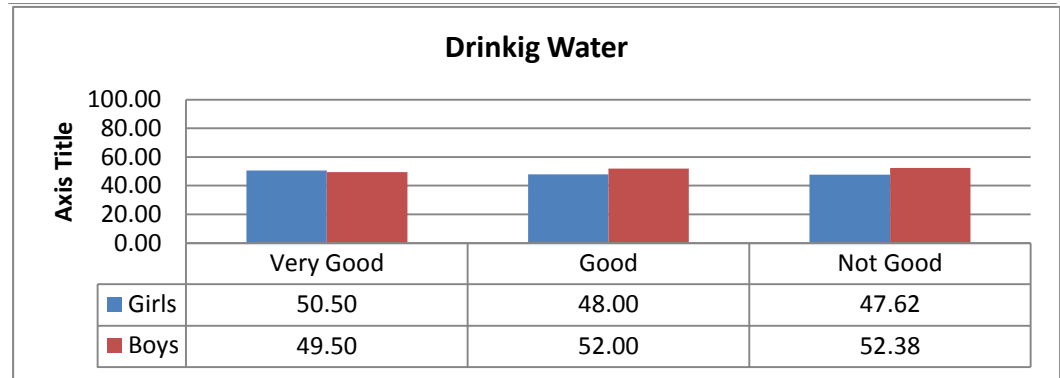 Drinkig Water
Axis Title
100.00
80.00
60.00
40.00
20.00
0.00
Very Good Good Not Good
Girls 50.50 48.00 47.62
Boys 49.50 52.00 52.38